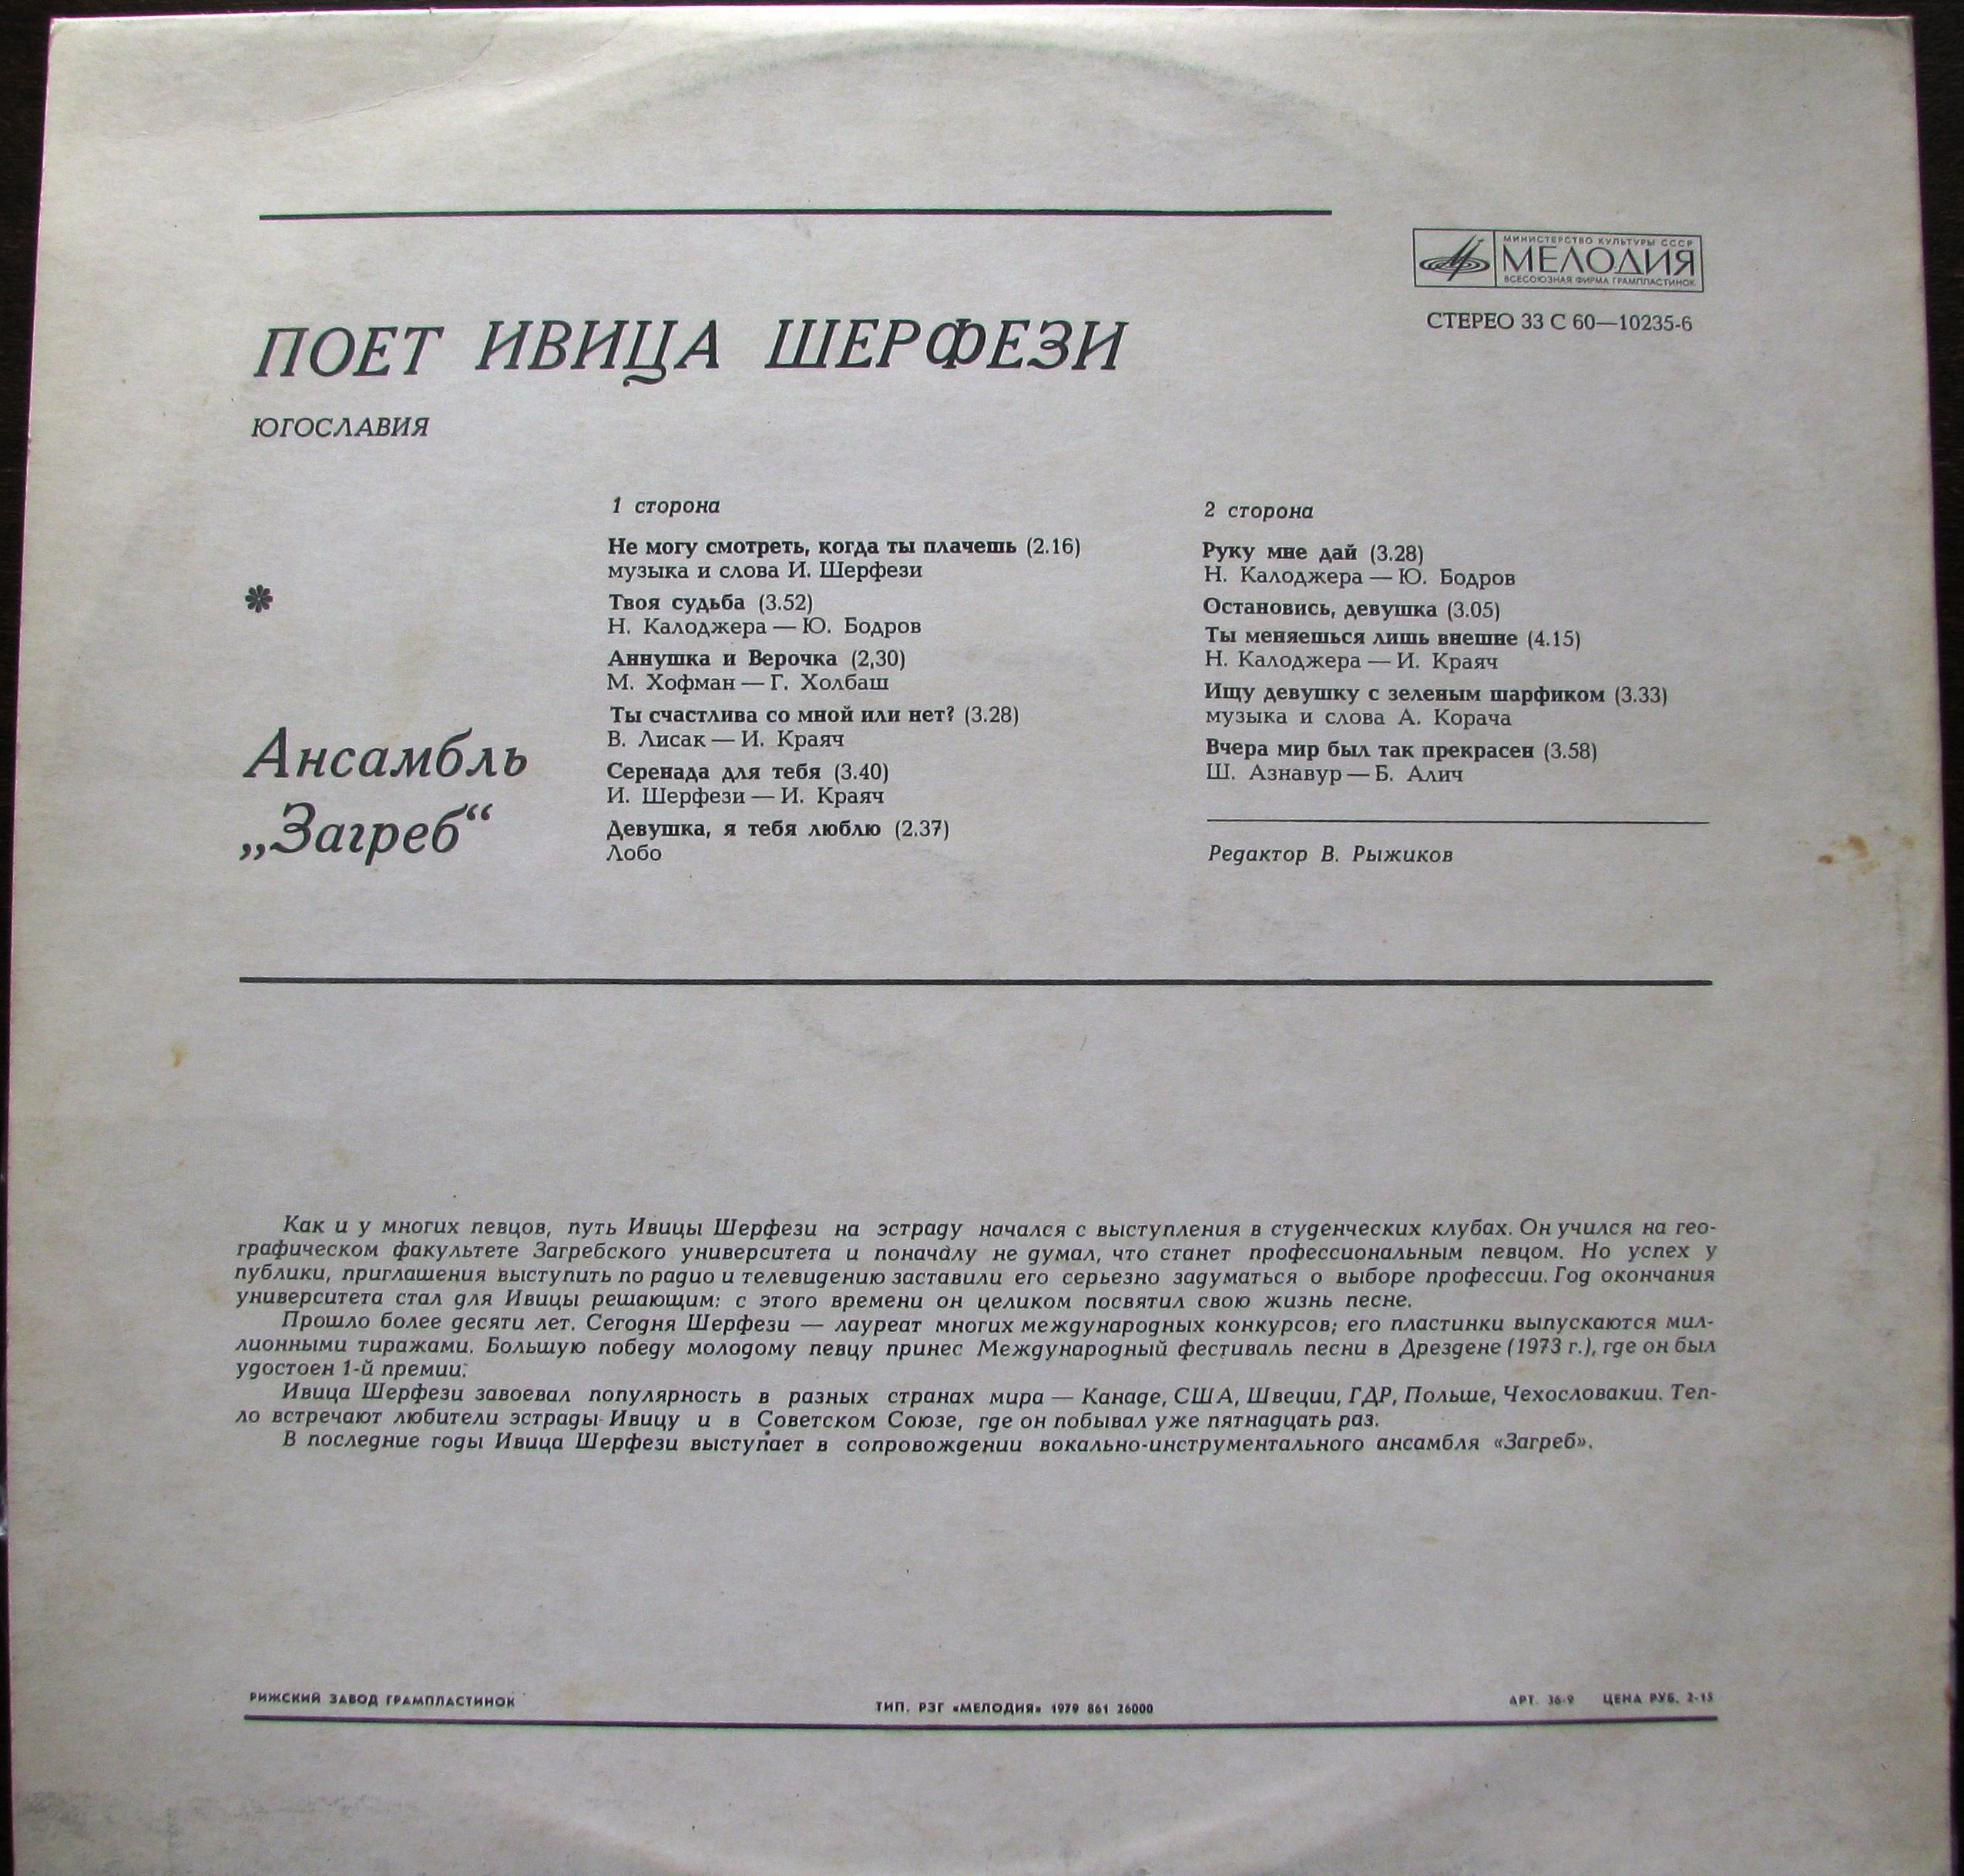 МИНИСТЕРСТВО КУЛЬТУРЫ СССР
МЕЛОДИЯ
ВСЕСОЮЗНАЯ ФИРМА ГРАМПЛАСТИНОК
СТЕРЕО 33 С 60—10235-6
ПОЕТ ИВИЦА ШЕРФЕЗИ
ЮГОСЛАВИЯ
Ансамбль
„Загреб“
1 сторона
Не могу смотреть, когда ты плачешь (2.16)
музыка и слова И. Шерфези
Твоя судьба (3.52)
Н. Калоджера — Ю. Бодров
Аннушка и Верочка (2,30)
М. Хофман — Г. Холбаш
Ты счастлива со мной или нет? (3.28)
В. Лисак — И. Краяч
Серенада для тебя (3.40)
И. Шерфези — И. Краяч
Девушка, я тебя люблю (2.37)
Лобо
2 сторона
Руку мне дай (3.28)
Н. Калоджера — Ю. Бодров
Остановись, девушка (3.05)
Ты меняешься лишь внешне (4.15)
Н. Калоджера — И. Краяч
Ищу девушку с зеленым шарфиком (3.33)
музыка и слова А. Корача
Вчера мир был так прекрасен (3.58)
Ш. Азнавур — Б. Алич
Редактор В. Рыжиков
Как и у многих певцов, путь Ивицы Шерфези на эстраду начался с выступления в студенческих клубах. Он учился на гео-
графическом факультете Загребского университета и поначалу не думал, что станет профессиональным певцом. Но успех у
публики, приглашения выступить по радио и телевидению заставили его серьезно задуматься о выборе профессии. Год окончания
университета стал для Ивицы решающим: с этого времени он целиком посвятил свою жизнь песне.
Прошло более десяти лет. Сегодня Шерфези — лауреат многих международных конкурсов; его пластинки выпускаются мил-
лионными тиражами. Большую победу молодому певцу принес Международный фестиваль песни в Дрездене (1973 г.), где он был
удостоен 1-й премии.
Ивица Шерфези завоевал популярность в разных странах мира — Канаде, США, Швеции, ГДР, Польше, Чехословакии. Теп-
ло встречают любители эстрады Ивицу и в Советском Союзе, где он побывал уже пятнадцать раз.
В последние годы Ивица Шерфези выступает в сопровождении вокально-инструментального ансамбля «Загреб».
РИЖСКИЙ ЗАВОД ГРАМПЛАСТИНОК
ТИП. РЗГ «МЕЛОДИЯ» 1979 861 26000
АРТ. 36-9 ЦЕНА РУБ. 2-15